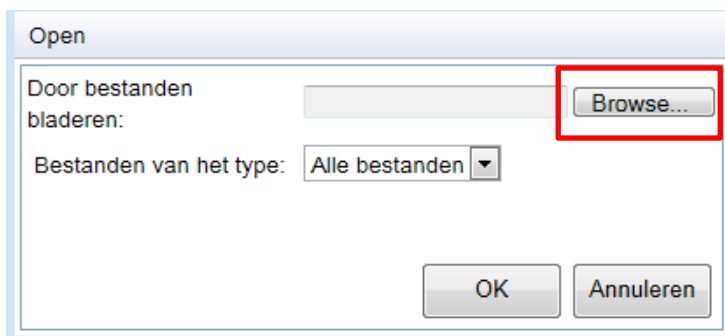 Open
Door bestanden
bladeren:
Browse...
Bestanden van het type: Alle bestanden
OK Annuleren